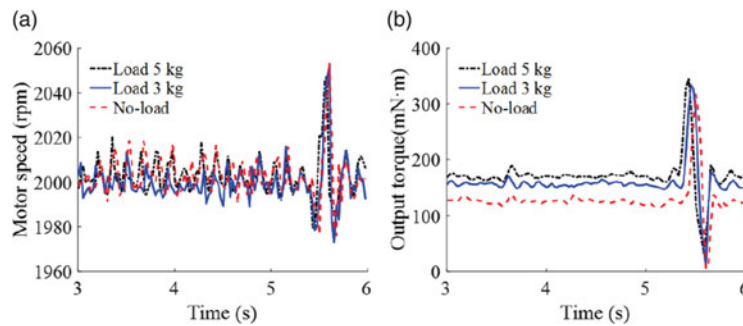 (a)
2060
2040
2020
2000
1980
1960
Motor speed (rpm)
Load 5 kg
Load 3 kg
No-load
3
4
5
6
Time (s)
(b)
400
300
200
100
0
Output torque(mN·m)
Load 5 kg
Load 3 kg
No-load
3
4
5
6
Time (s)